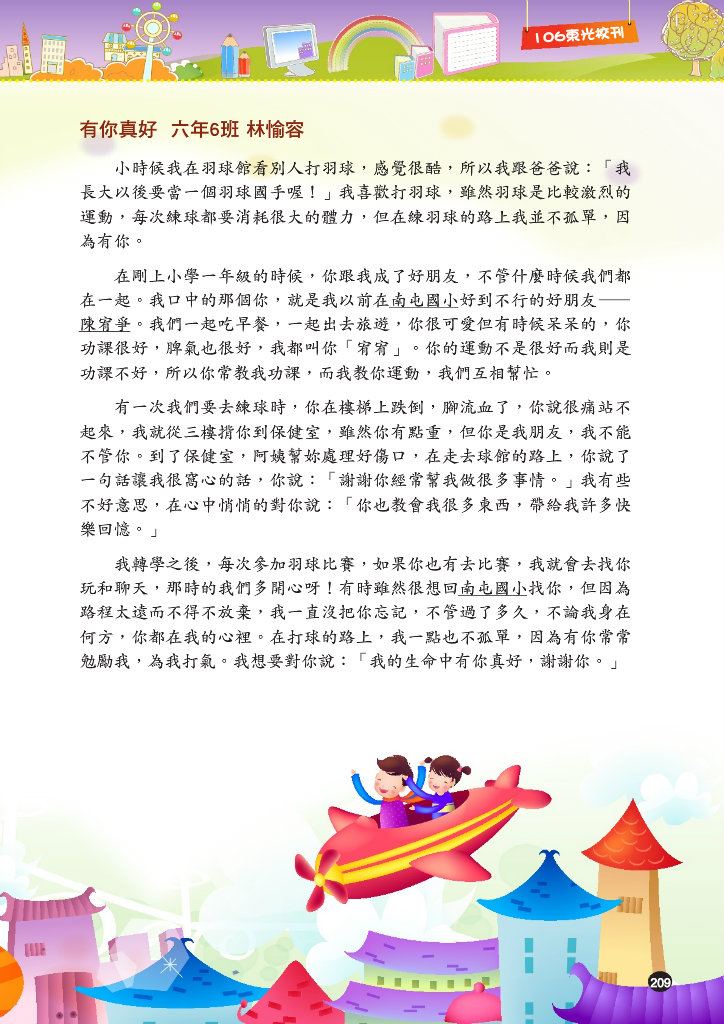 106東光校刊
有你真好 六年6班 林愉容
小時候我在羽球館看別人打羽球，感覺很酷，所以我跟爸爸說：「我
長大以後要當一個羽球國手喔！」我喜歡打羽球，雖然羽球是比較激烈的
運動，每次練球都要消耗很大的體力，但在練羽球的路上我並不孤單，因
為有你。
在剛上小學一年級的時候，你跟我成了好朋友，不管什麼時候我們都
在一起。我口中的那個你，就是我以前在南屯國小好到不行的好朋友——
陳宥爭。我們一起吃早餐，一起出去旅遊，你很可愛但有時候呆呆的，你
功課很好，脾氣也很好，我都叫你「宥宥」。你的運動不是很好而我則是
功課不好，所以你常教我功課，而我教你運動，我們互相幫忙。
有一次我們要去練球時，你在樓梯上跌倒，腳流血了，你說很痛站不
起來，我就從三樓揹你到保健室，雖然你有點重，但你是我朋友，我不能
不管你。到了保健室，阿姨幫妳處理好傷口，在走去球館的路上，你說了
一句話讓我很窩心的話，你說：「謝謝你經常幫我做很多事情。」我有些
不好意思，在心中悄悄的對你說：「你也教會我很多東西，帶給我許多快
樂回憶。」
我轉學之後，每次參加羽球比賽，如果你也有去比賽，我就會去找你
玩和聊天，那時的我們多開心呀！有時雖然很想回南屯國小找你，但因為
路程太遠而不得不放棄，我一直沒把你忘記，不管過了多久，不論我身在
何方，你都在我的心裡。在打球的路上，我一點也不孤單，因為有你常常
勉勵我，為我打氣。我想要對你說：「我的生命中有你真好，謝謝你。」
209